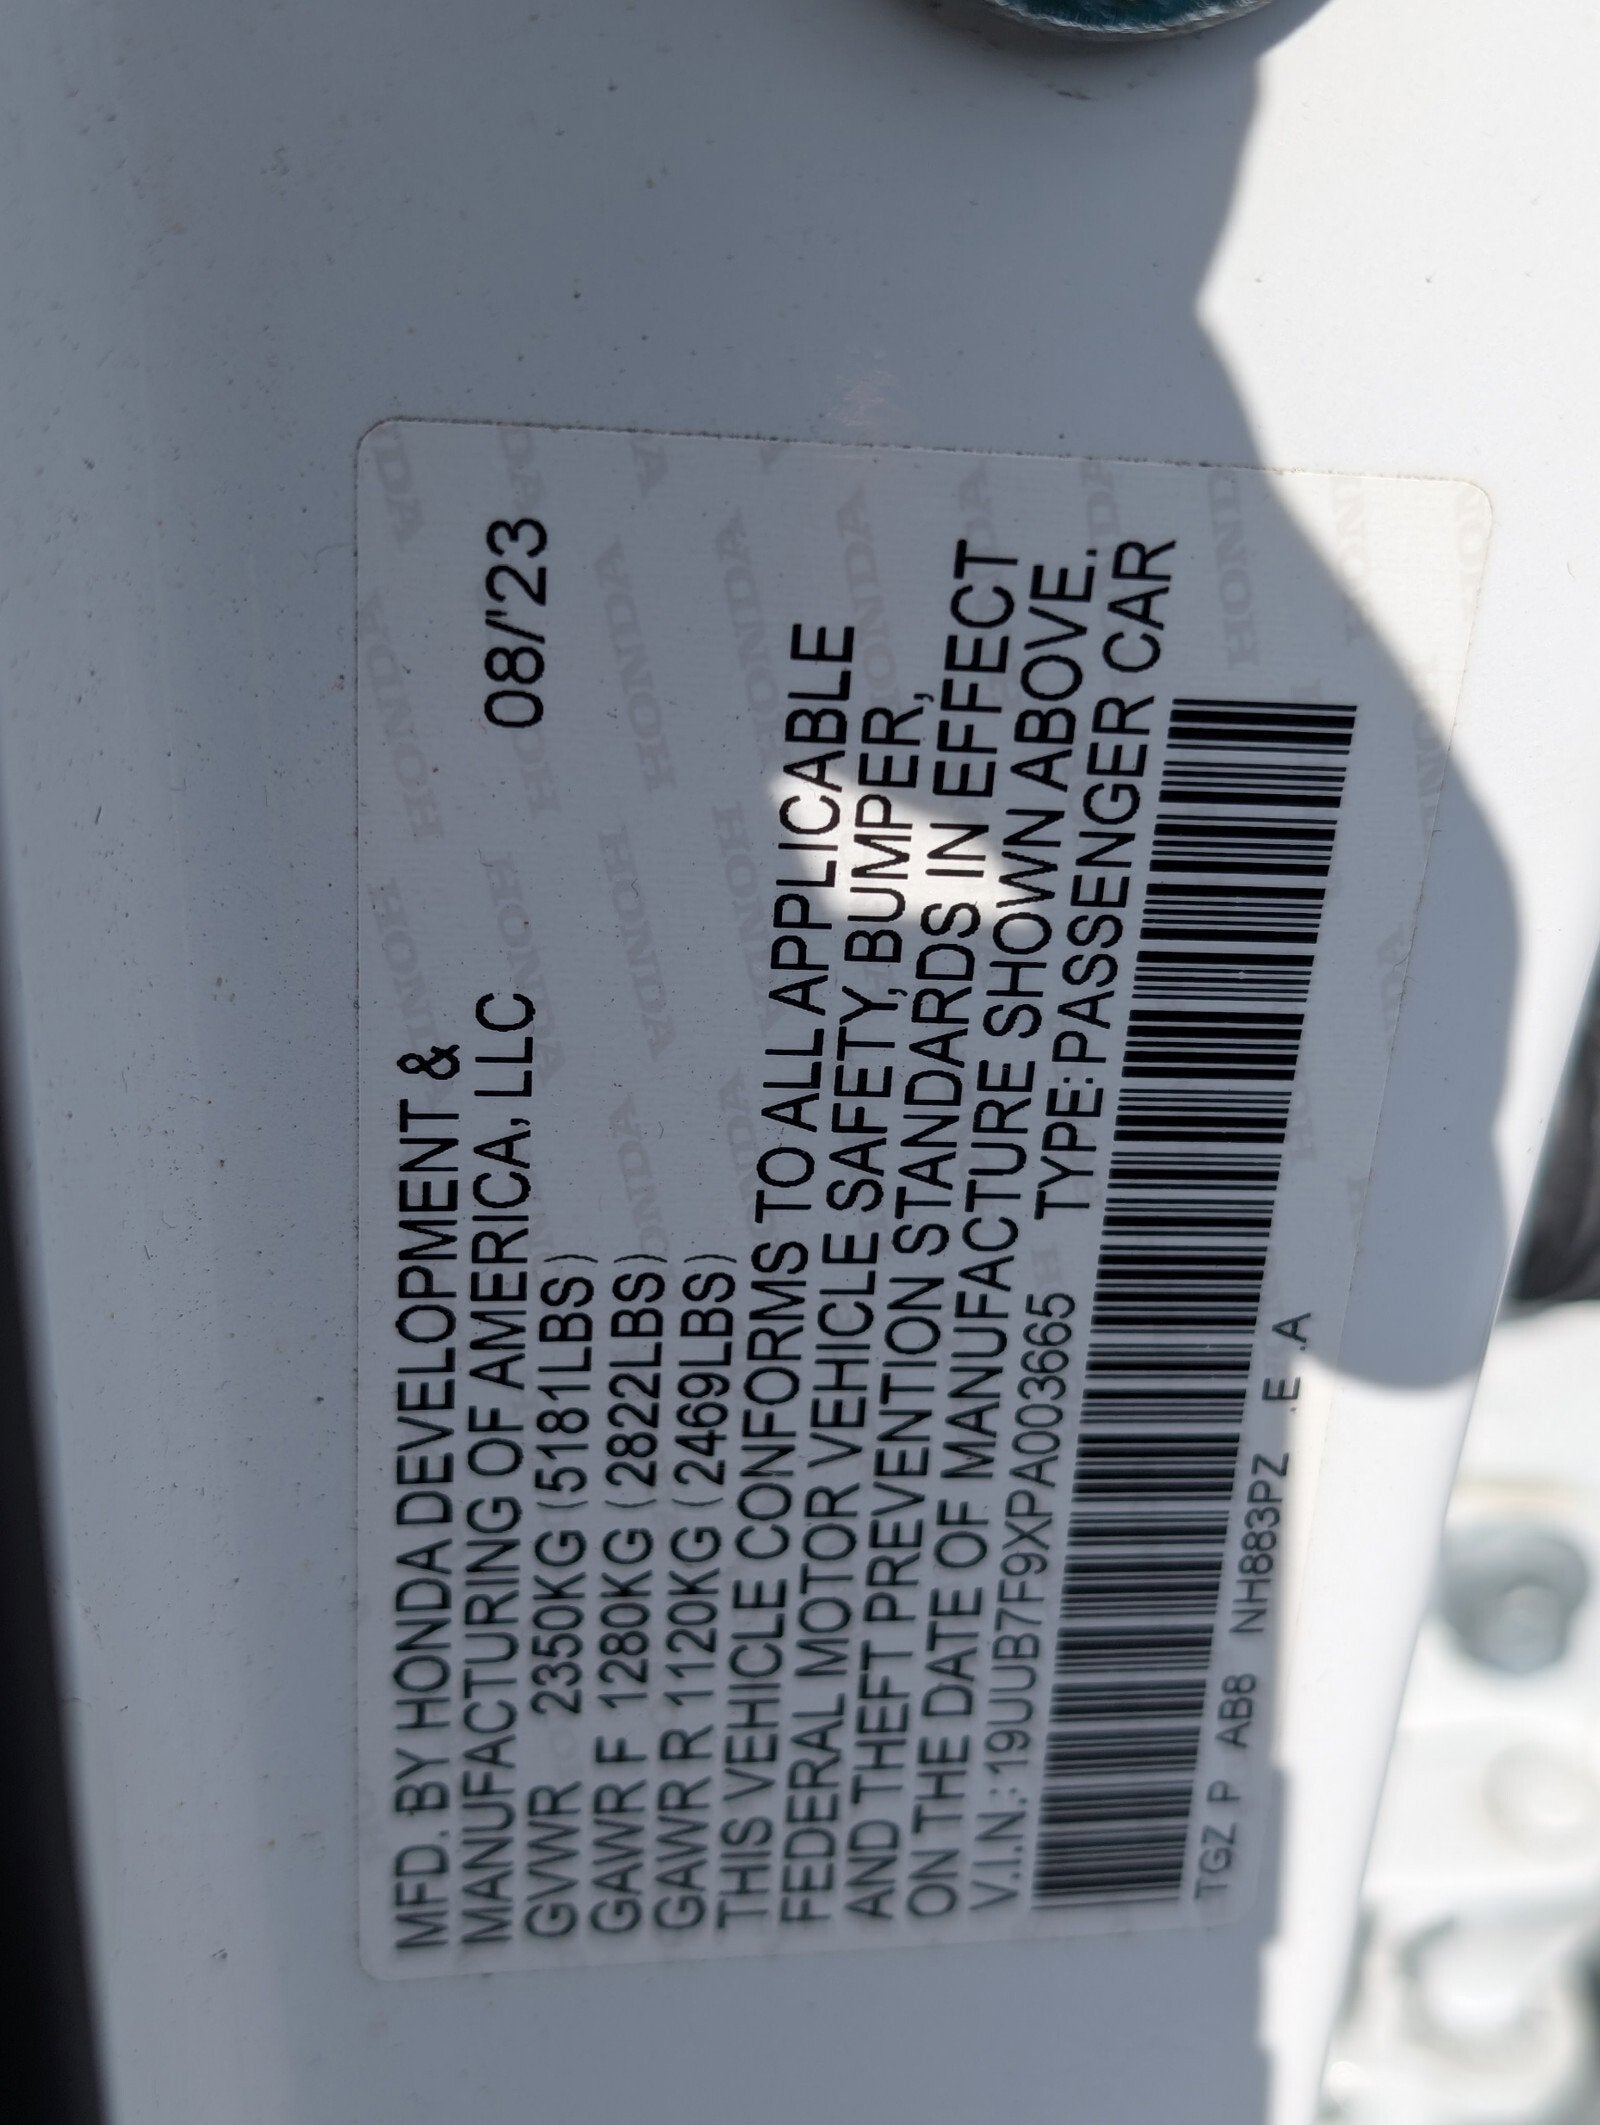 MFD. BY HONDA DEVELOPMENT &
MANUFACTURING OF AMERICA, LLC 08/'23
GVWR 2350KG (5181LBS)
GAWR F 1280KG (2822LBS)
GAWR R 1120KG (2469LBS)
THIS VEHICLE CONFORMS TO ALL APPLICABLE
FEDERAL MOTOR VEHICLE SAFETY, BUMPER,
AND THEFT PREVENTION STANDARDS IN EFFECT
ON THE DATE OF MANUFACTURE SHOWN ABOVE.
V.I.N.: 19UUB7F9XPA003665 TYPE: PASSENGER CAR
TGZ P AB8 NH883PZ .E .A